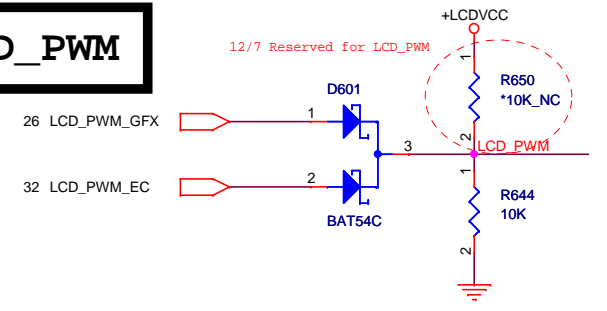 D_PWM
+LCDVCC
12/7 Reserved for LCD_PWM
1
R650
*10K_NC
2
D601
26 LCD_PWM_GFX
1
3
LCD_PWM
32 LCD_PWM_EC
2
1
R644
10K
BAT54C
2